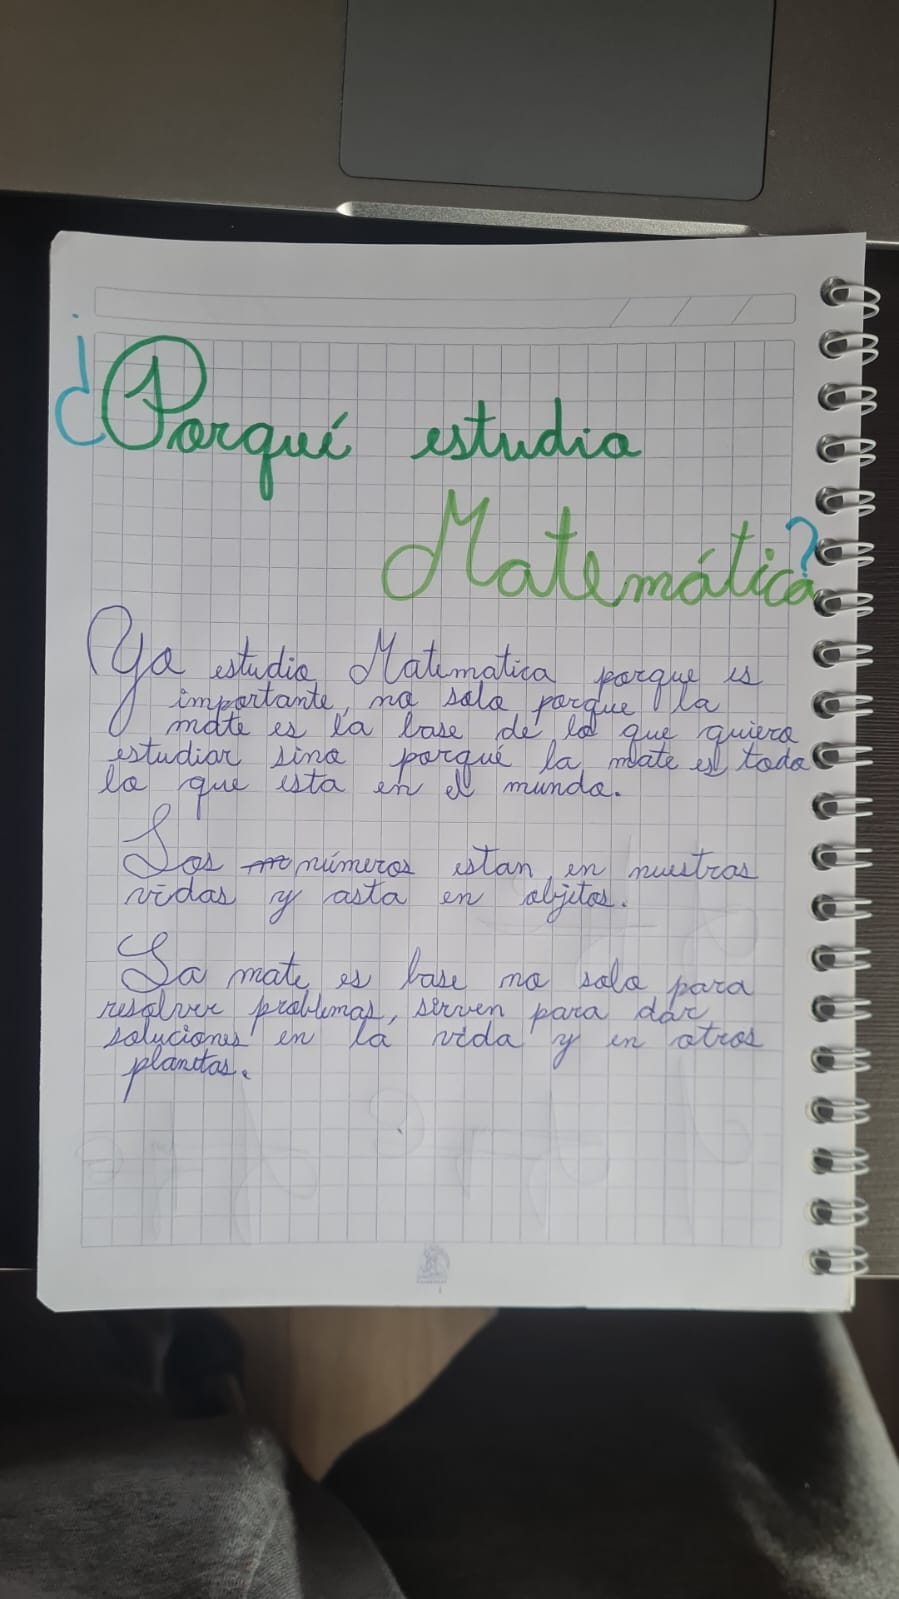 ¿Porqué estudio
Matemática?
Yo estudio Matematica porque es
importante, no solo porque la
mate es la base de lo que quiero
estudiar sino porqué la mate es todo
lo que esta en el mundo.
Los números estan en nuestras
vidas y asta en objetos.
La mate es base no solo para
resolver problemas, sirven para dar
soluciones en la vida y en otros
planetas.